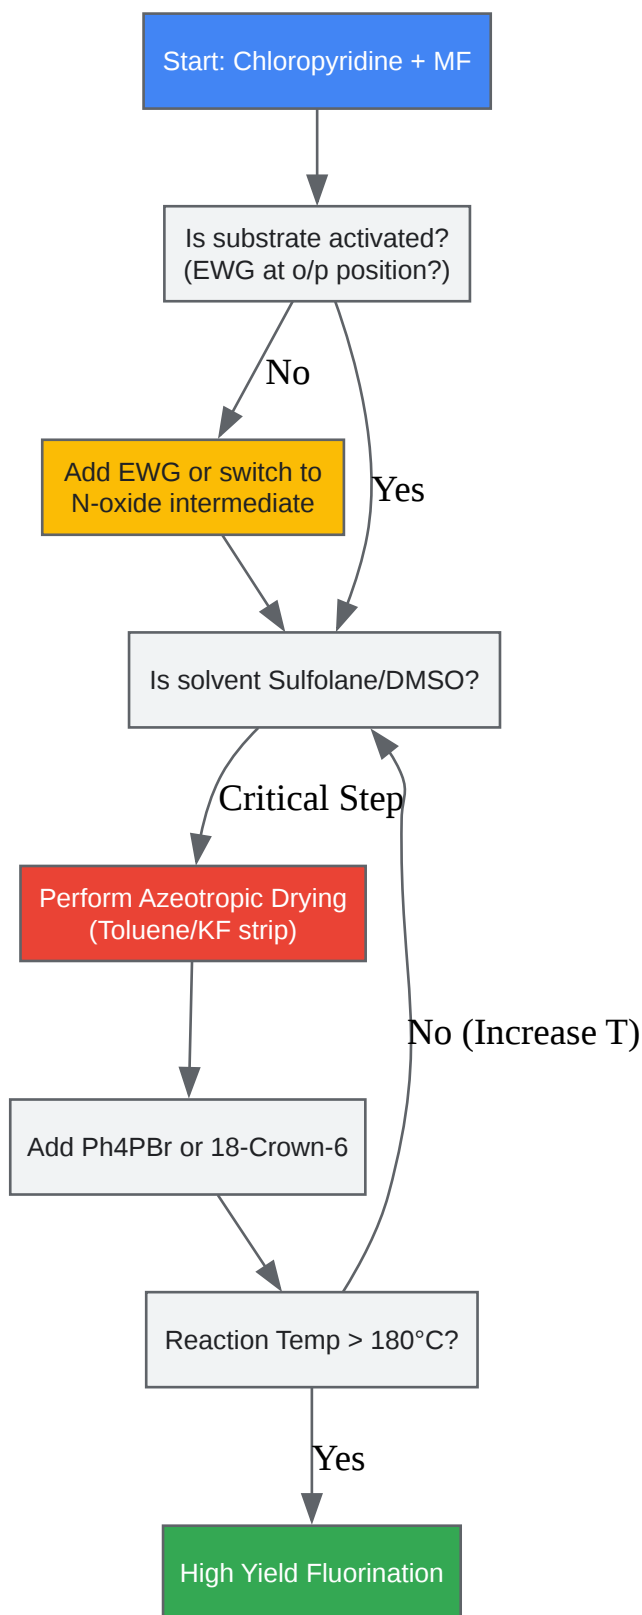 Start: Chloropyridine + MF
Is substrate activated?
(EWG at o/p position?)
No
Add EWG or switch to
N-oxide intermediate
Yes
Is solvent Sulfolane/DMSO?
Critical Step
Perform Azeotropic Drying
(Toluene/KF strip)
No (Increase T)
Add Ph4PBr or 18-Crown-6
Reaction Temp > 180°C?
Yes
High Yield Fluorination